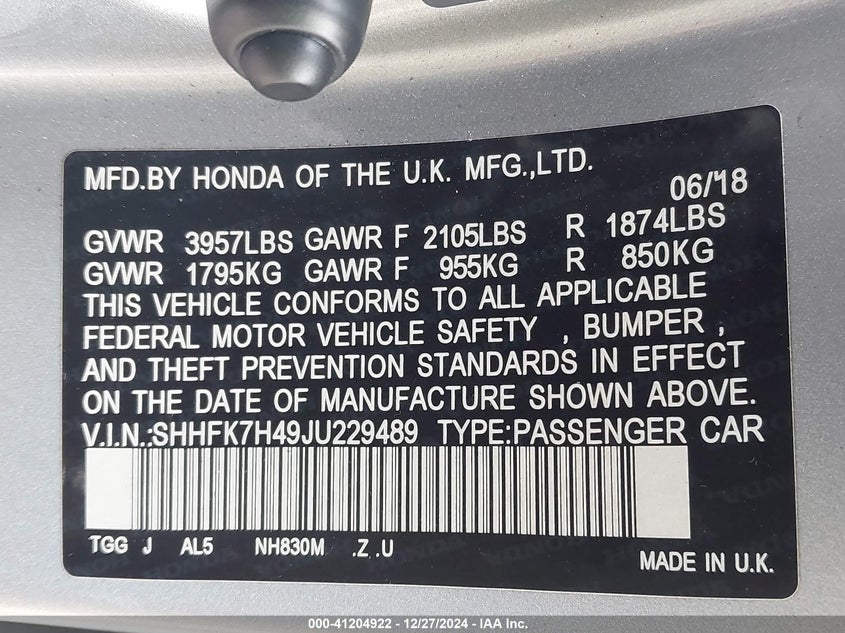 MFD.BY HONDA OF THE U.K. MFG.,LTD.
06/'18
GVWR 3957LBS GAWR F 2105LBS R 1874LBS
GVWR 1795KG GAWR F 955KG R 850KG
THIS VEHICLE CONFORMS TO ALL APPLICABLE
FEDERAL MOTOR VEHICLE SAFETY , BUMPER ,
AND THEFT PREVENTION STANDARDS IN EFFECT
ON THE DATE OF MANUFACTURE SHOWN ABOVE.
V.I.N.:SHHFK7H49JU229489 TYPE:PASSENGER CAR
TGG J AL5 NH830M .Z .U
MADE IN U.K.
000-41204922 — 12/27/2024 — IAA Inc.